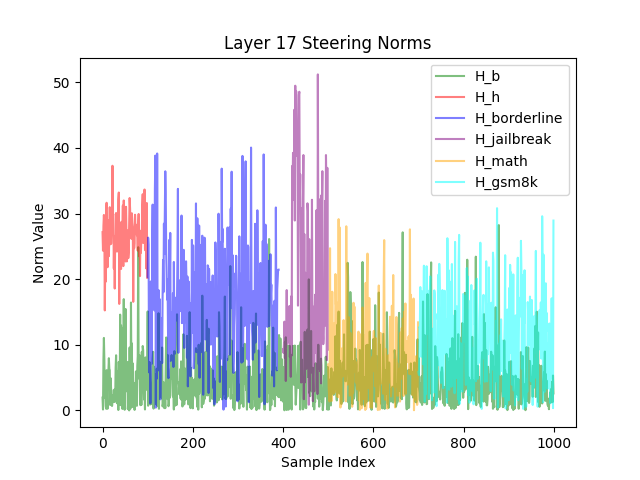 Layer 17 Steering Norms
50
40
30
20
10
0
Norm Value
0
200
400
600
800
1000
Sample Index
H_b
H_h
H_borderline
H_jailbreak
H_math
H_gsm8k